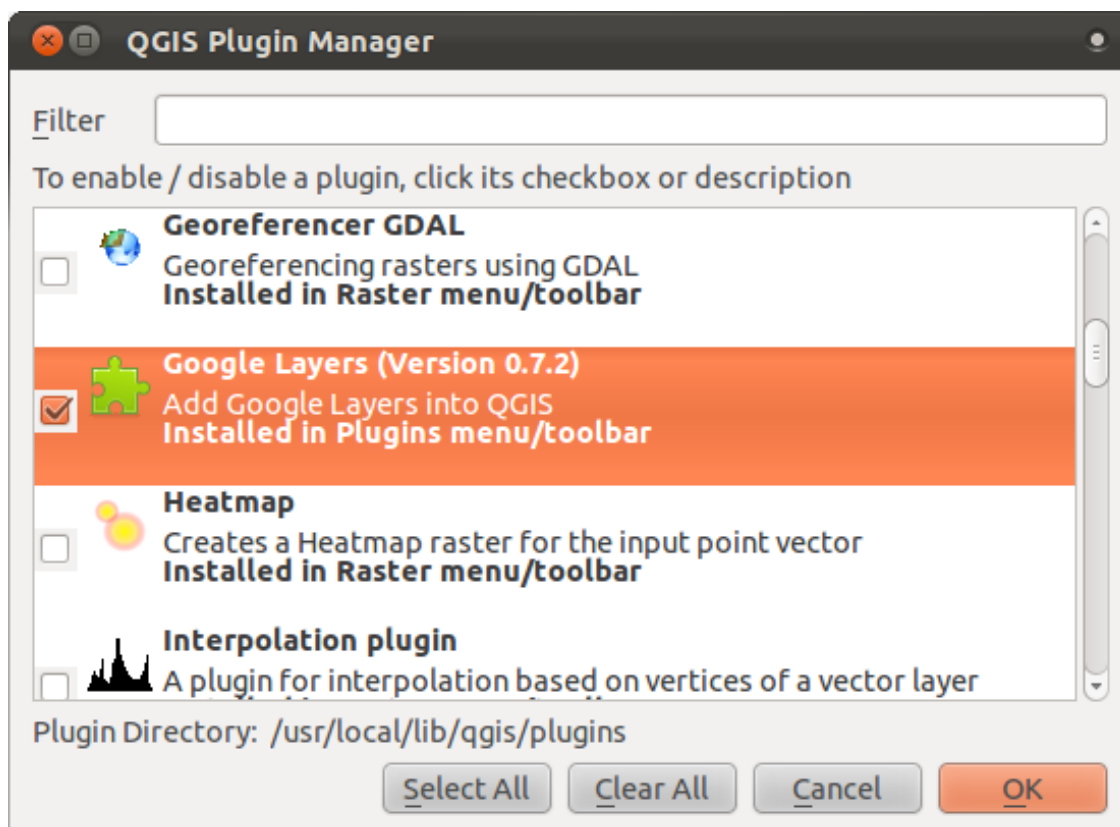 QGIS Plugin Manager
Filter
To enable / disable a plugin, click its checkbox or description
Georeferencer GDAL
Georeferencing rasters using GDAL
Installed in Raster menu/toolbar
Google Layers (Version 0.7.2)
Add Google Layers into QGIS
Installed in Plugins menu/toolbar
Heatmap
Creates a Heatmap raster for the input point vector
Installed in Raster menu/toolbar
Interpolation plugin
A plugin for interpolation based on vertices of a vector layer
Plugin Directory: /usr/local/lib/qgis/plugins
Select All
Clear All
Cancel
OK